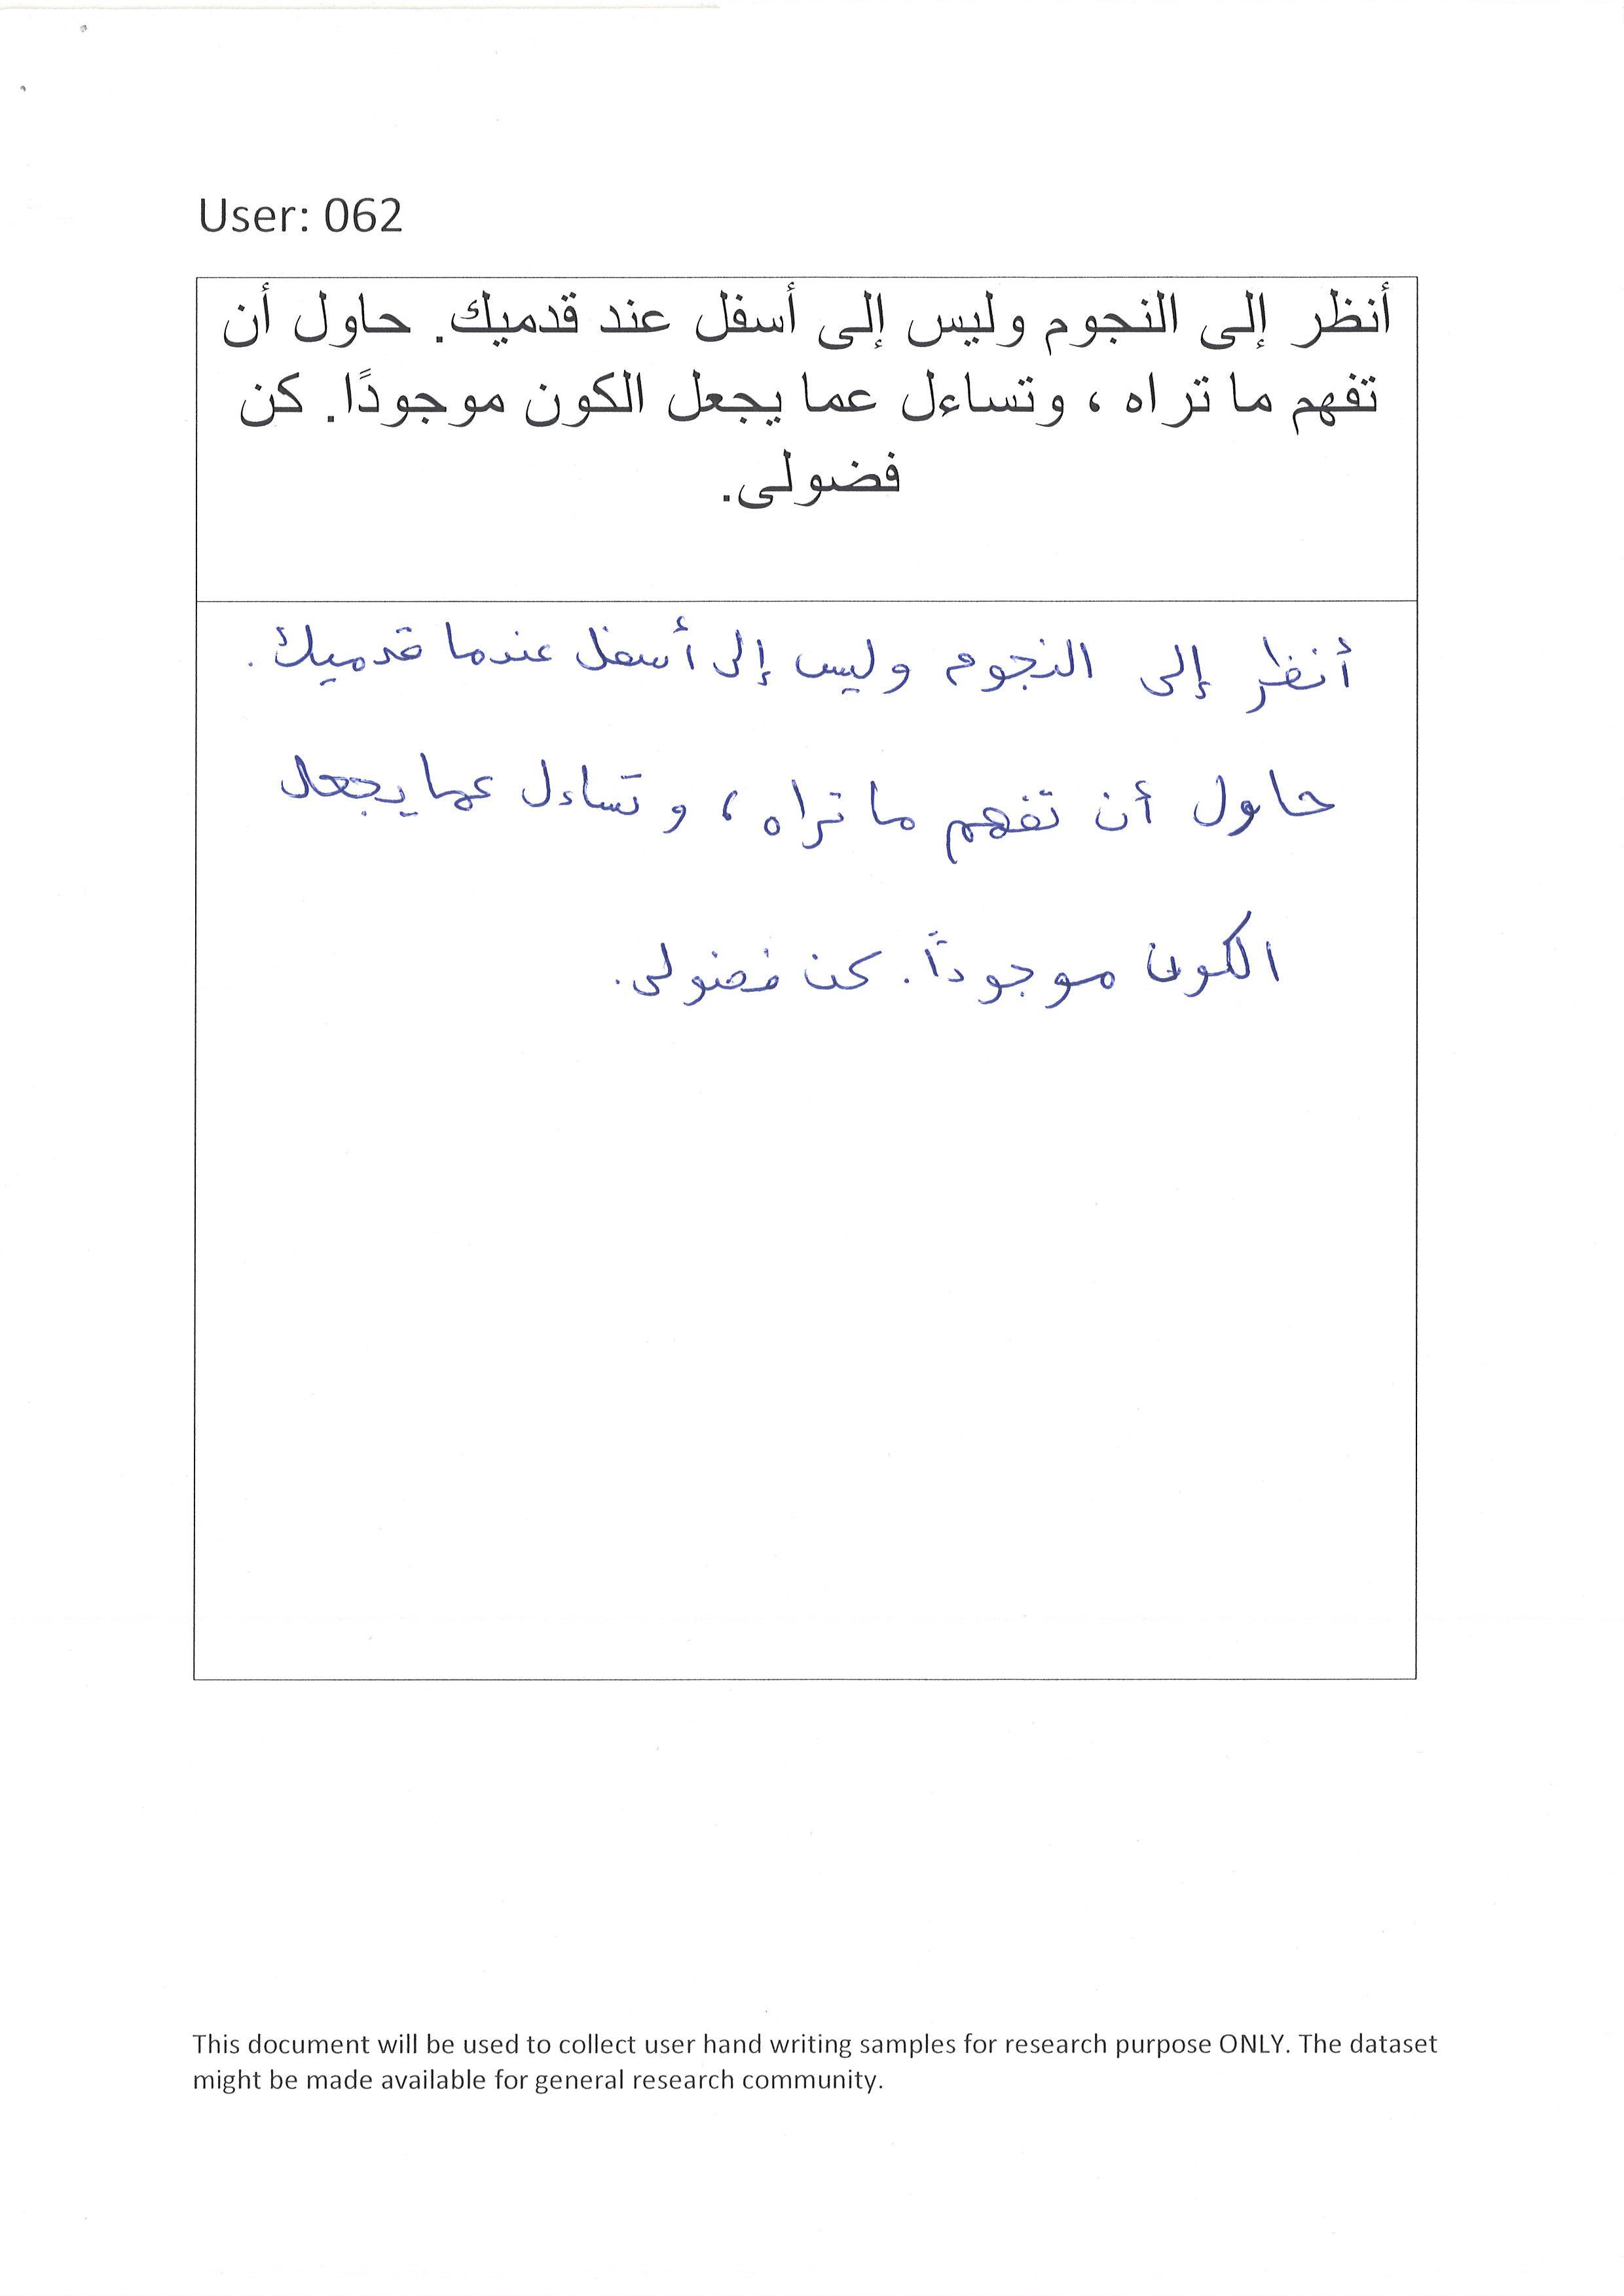 User: 062
أنظر إلى النجوم وليس إلى أسفل عند قدميك. حاول أن
تفهم ما تراه ، وتساءل عما يجعل الكون موجودًا. كن
فضولى.
أنظر إلى النجوم وليس إلى أسفل عندما قدميك.
حاول أن تفهم ما تراه ، و تساءل عما يجعل
الكون موجوداً. كن فضولى.
This document will be used to collect user hand writing samples for research purpose ONLY. The dataset
might be made available for general research community.